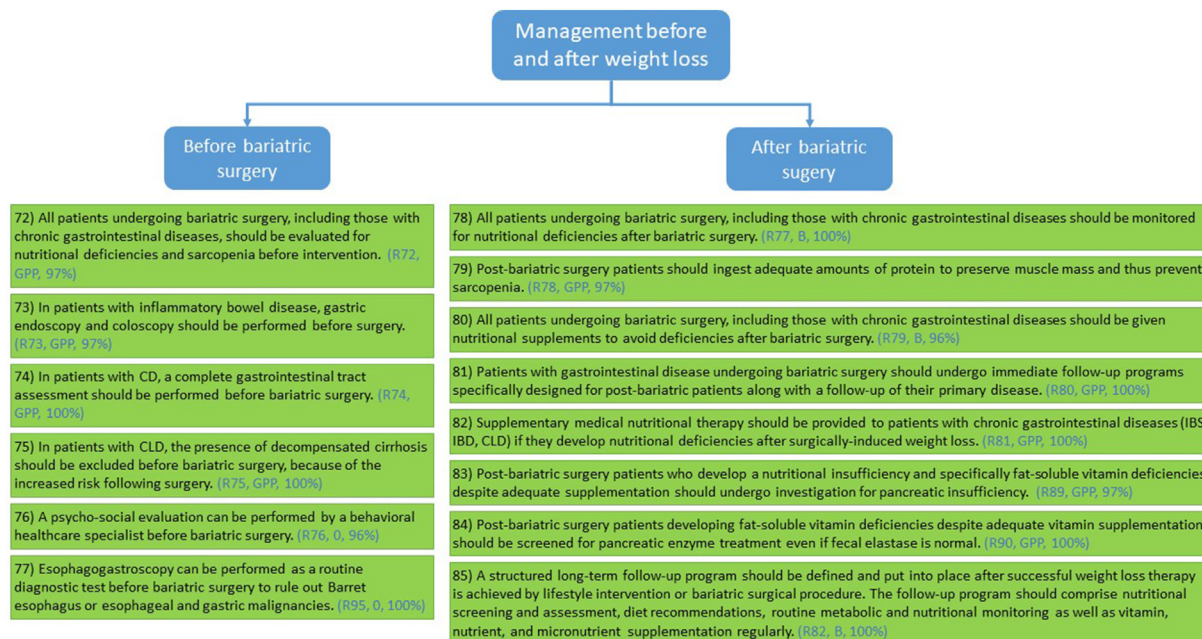 Management before
and after weight loss
Before bariatric
surgery
After bariatric
sugery
72) All patients undergoing bariatric surgery, including those with
chronic gastrointestinal diseases, should be evaluated for
nutritional deficiencies and sarcopenia before intervention. (R72,
GPP, 97%)
73) In patients with inflammatory bowel disease, gastric
endoscopy and coloscopy should be performed before surgery.
(R73, GPP, 97%)
74) In patients with CD, a complete gastrointestinal tract
assessment should be performed before bariatric surgery. (R74,
GPP, 100%)
75) In patients with CLD, the presence of decompensated cirrhosis
should be excluded before bariatric surgery, because of the
increased risk following surgery. (R75, GPP, 100%)
76) A psycho-social evaluation can be performed by a behavioral
healthcare specialist before bariatric surgery. (R76, 0, 96%)
77) Esophagogastroscopy can be performed as a routine
diagnostic test before bariatric surgery to rule out Barret
esophagus or esophageal and gastric malignancies. (R95, 0, 100%)
78) All patients undergoing bariatric surgery, including those with chronic gastrointestinal diseases should be monitored
for nutritional deficiencies after bariatric surgery. (R77, B, 100%)
79) Post-bariatric surgery patients should ingest adequate amounts of protein to preserve muscle mass and thus prevent
sarcopenia. (R78, GPP, 97%)
80) All patients undergoing bariatric surgery, including those with chronic gastrointestinal diseases should be given
nutritional supplements to avoid deficiencies after bariatric surgery. (R79, B, 96%)
81) Patients with gastrointestinal disease undergoing bariatric surgery should undergo immediate follow-up programs
specifically designed for post-bariatric patients along with a follow-up of their primary disease. (R80, GPP, 100%)
82) Supplementary medical nutritional therapy should be provided to patients with chronic gastrointestinal diseases (IBS
IBD, CLD) if they develop nutritional deficiencies after surgically-induced weight loss. (R81, GPP, 100%)
83) Post-bariatric surgery patients who develop a nutritional insufficiency and specifically fat-soluble vitamin deficiencies
despite adequate supplementation should undergo investigation for pancreatic insufficiency. (R89, GPP, 97%)
84) Post-bariatric surgery patients developing fat-soluble vitamin deficiencies despite adequate vitamin supplementation
should be screened for pancreatic enzyme treatment even if fecal elastase is normal. (R90, GPP, 100%)
85) A structured long-term follow-up program should be defined and put into place after successful weight loss therapy
is achieved by lifestyle intervention or bariatric surgical procedure. The follow-up program should comprise nutritional
screening and assessment, diet recommendations, routine metabolic and nutritional monitoring as well as vitamin,
nutrient, and micronutrient supplementation regularly. (R82, B, 100%)